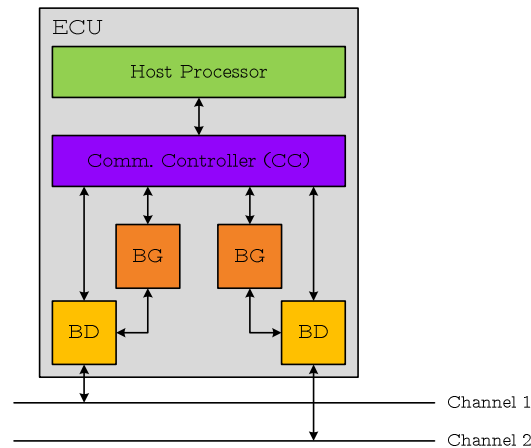 ECU
Host Processor
Comm. Controller (CC)
BG
BG
BD
BD
Channel 1
Channel 2